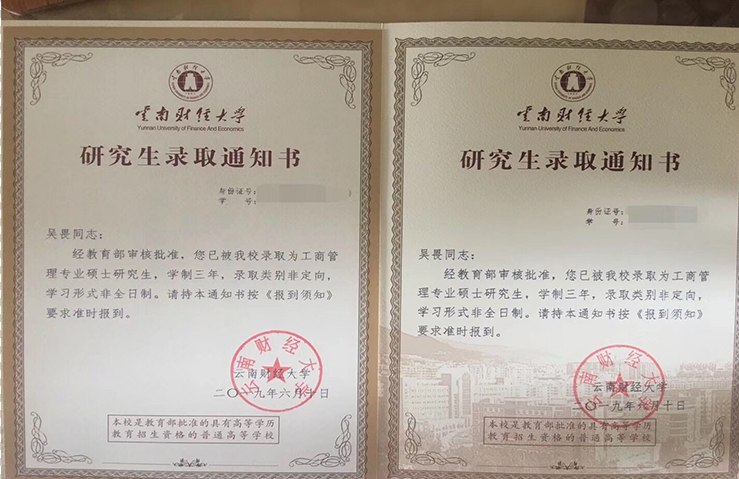 云南财经大学
Yunnan University of Finance And Economics
研究生录取通知书
身份证号:
学 号:
吴畏同志:
经教育部审核批准，您已被我校录取为工商管
理专业硕士研究生，学制三年，录取类别非定向，
学习形式非全日制。请持本通知书按《报到须知》
要求准时报到。
云南财经大学
二〇一九年六月十日
本校是教育部批准的具有高等学历
教育招生资格的普通高等学校
云南财经大学
Yunnan University of Finance And Economics
研究生录取通知书
身份证号:
学 号:
吴畏同志:
经教育部审核批准，您已被我校录取为工商管
理专业硕士研究生，学制三年，录取类别非定向，
学习形式非全日制。请持本通知书按《报到须知》
要求准时报到。
云南财经大学
二〇一九年六月十日
本校是教育部批准的具有高等学历
教育招生资格的普通高等学校